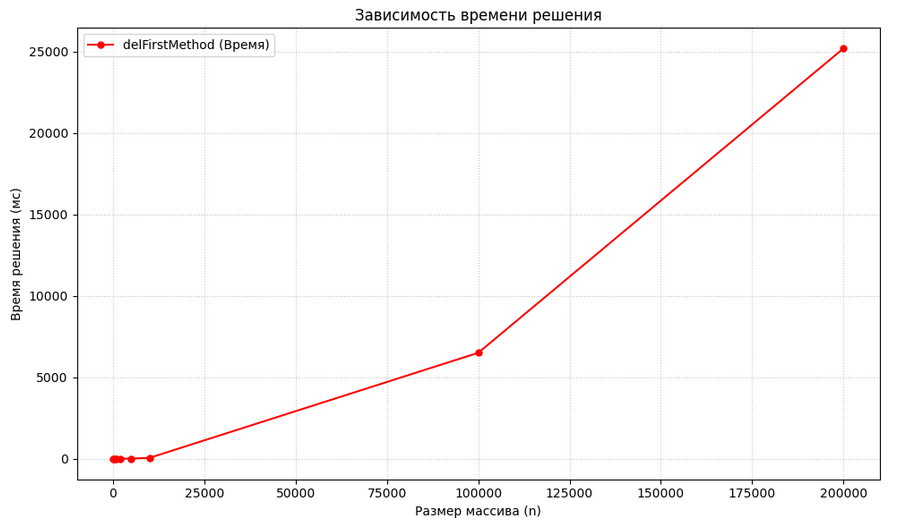 Зависимость времени решения
delFirstMethod (Время)
25000
20000
15000
10000
5000
0
Время решения (мс)
0 25000 50000 75000 100000 125000 150000 175000 200000
Размер массива (n)